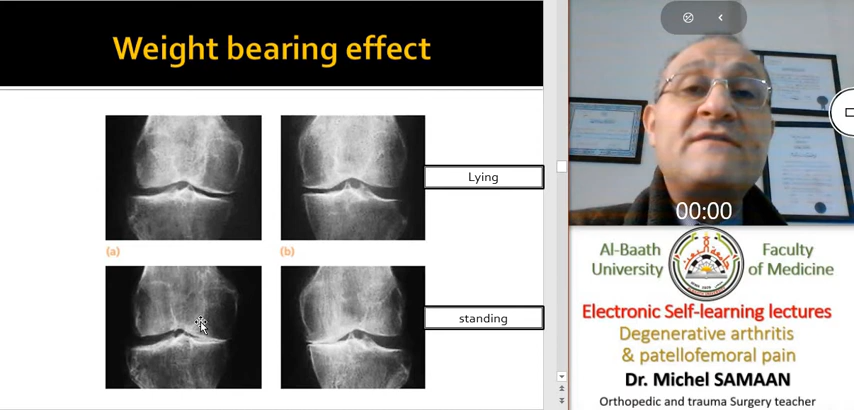 Weight bearing effect
Lying
(a)
(b)
standing
00:00
Al-Baath
University
Faculty
of Medicine
Electronic Self-learning lectures
Degenerative arthritis
& patellofemoral pain
Dr. Michel SAMAAN
Orthopedic and trauma Surgery teacher